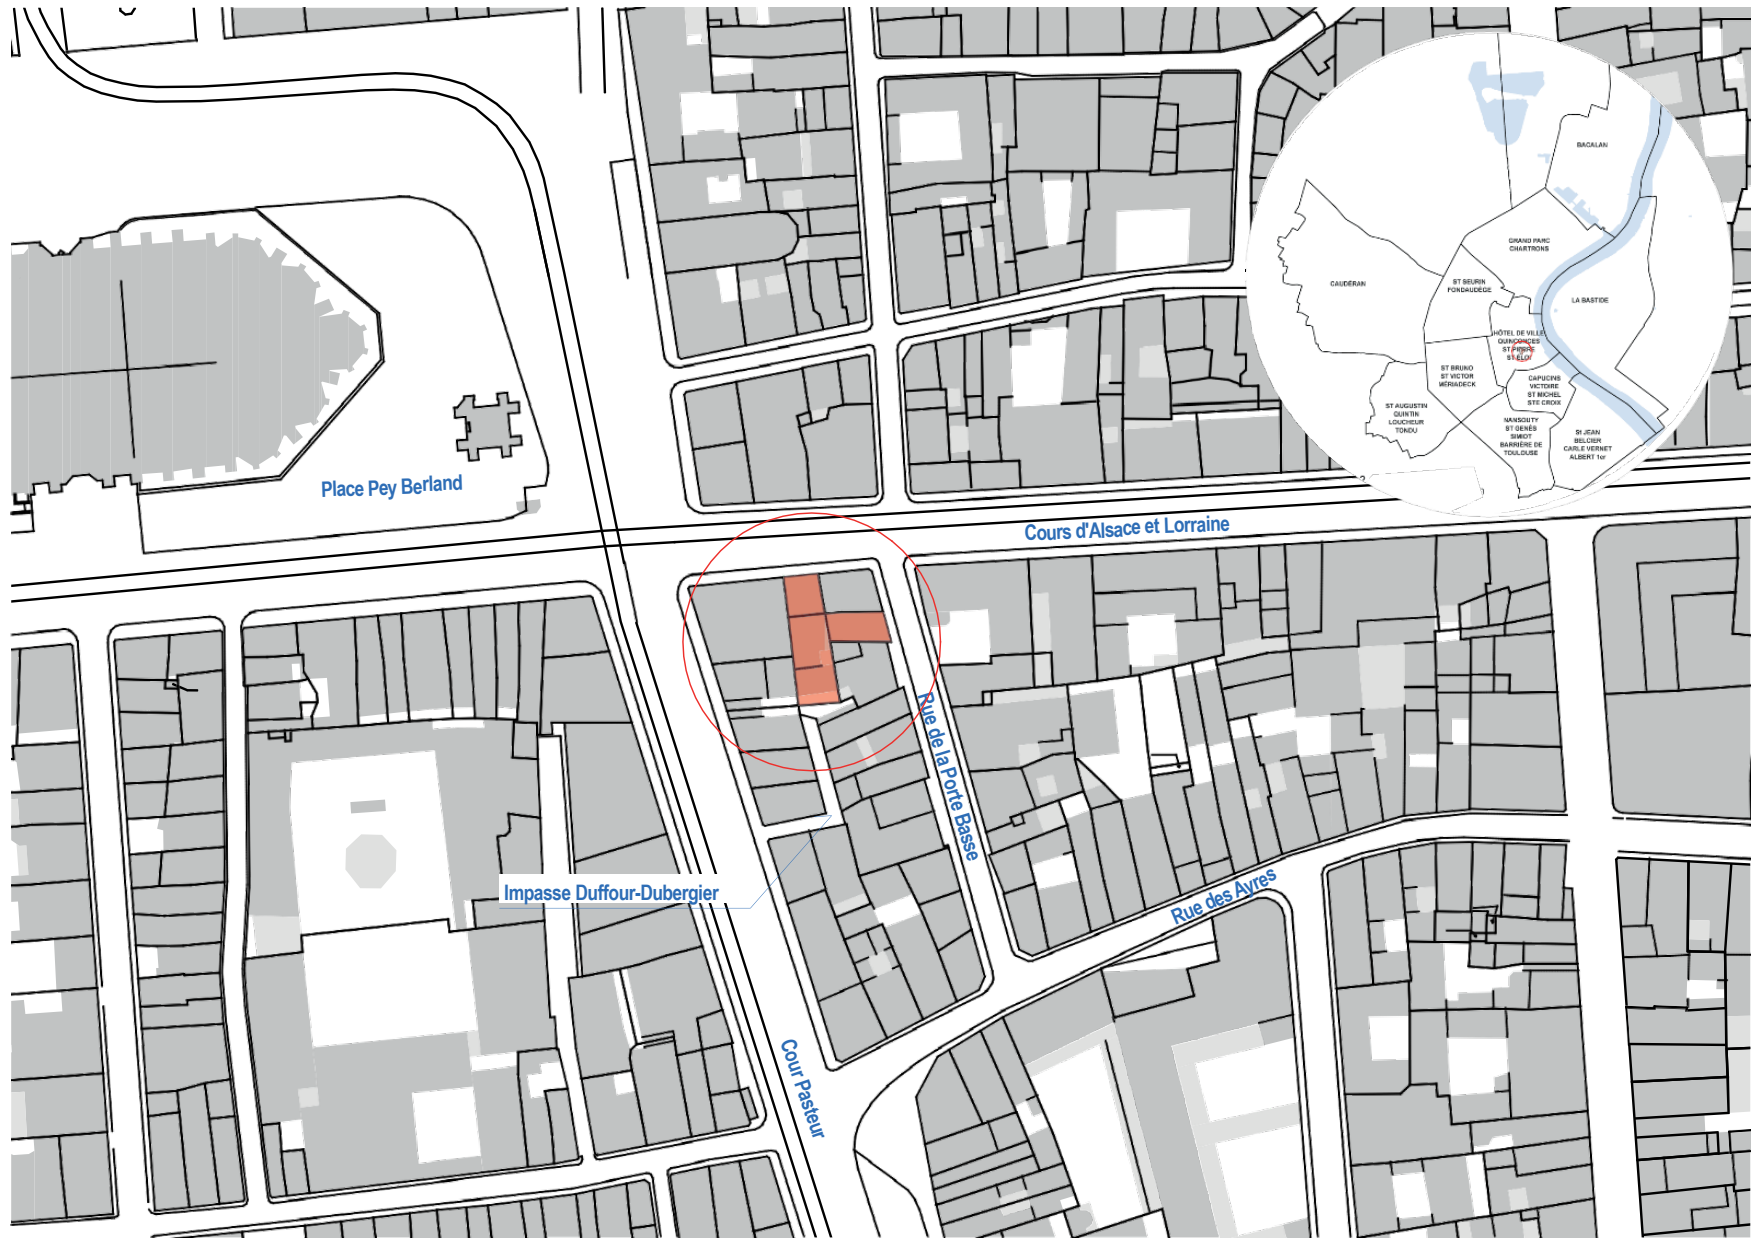 BACALAN
GRAND PARC
CHARTRONS
CAUDÉRAN
ST SEURIN
FONDAUDÈGE
LA BASTIDE
HÔTEL DE VILLE
QUINCONCES
ST PIERRE
ST ELOI
ST BRUNO
ST VICTOR
MÉRIADECK
CAPUCINS
VICTOIRE
ST MICHEL
STE CROIX
ST AUGUSTIN
QUINTIN
LOUCHEUR
TONDU
NANSOUTY
ST GENÈS
SIMIOT
BARRIÈRE DE
TOULOUSE
St JEAN
BELCIER
CARLE VERNET
ALBERT 1er
Place Pey Berland
Cours d'Alsace et Lorraine
Rue de la Porte Basse
Impasse Duffour-Dubergier
Rue des Ayres
Cour Pasteur